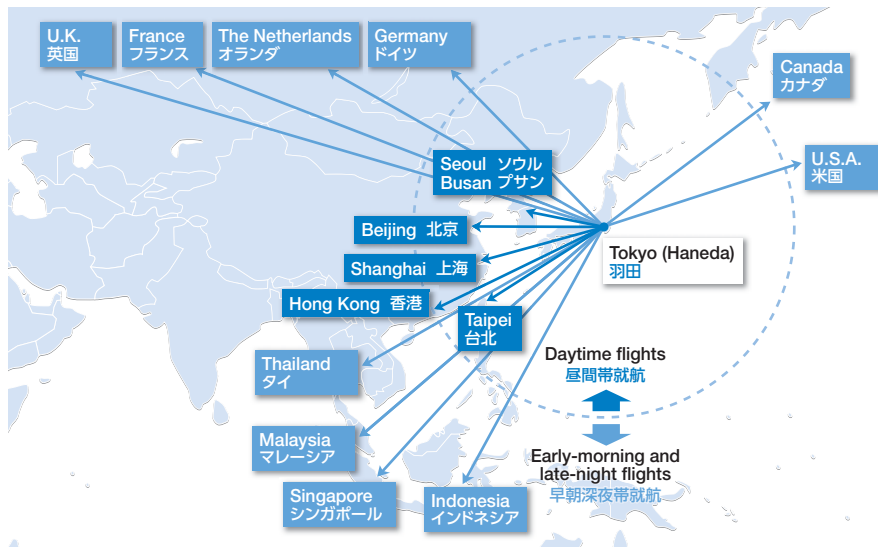 U.K.
英国
France
フランス
The Netherlands
オランダ
Germany
ドイツ
Canada
カナダ
U.S.A.
米国
Seoul ソウル
Busan プサン
Beijing 北京
Shanghai 上海
Hong Kong 香港
Taipei
台北
Tokyo (Haneda)
羽田
Thailand
タイ
Malaysia
マレーシア
Singapore
シンガポール
Indonesia
インドネシア
Daytime flights
昼間帯就航
Early-morning and
late-night flights
早朝深夜帯就航